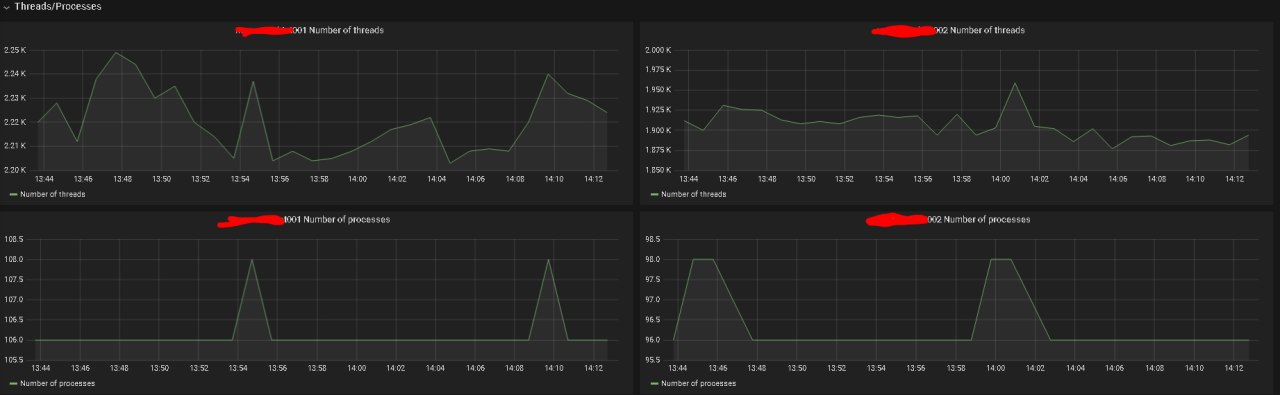 Threads/Processes
001 Number of threads
2.25 K
2.24 K
2.23 K
2.22 K
2.21 K
2.20 K
13:44 13:46 13:48 13:50 13:52 13:54 13:56 13:58 14:00 14:02 14:04 14:06 14:08 14:10 14:12
Number of threads
002 Number of threads
2.000 K
1.975 K
1.950 K
1.925 K
1.900 K
1.875 K
1.850 K
13:44 13:46 13:48 13:50 13:52 13:54 13:56 13:58 14:00 14:02 14:04 14:06 14:08 14:10 14:12
Number of threads
001 Number of processes
108.5
108.0
107.5
107.0
106.5
106.0
105.5
13:44 13:46 13:48 13:50 13:52 13:54 13:56 13:58 14:00 14:02 14:04 14:06 14:08 14:10 14:12
Number of processes
002 Number of processes
98.5
98.0
97.5
97.0
96.5
96.0
95.5
13:44 13:46 13:48 13:50 13:52 13:54 13:56 13:58 14:00 14:02 14:04 14:06 14:08 14:10 14:12
Number of processes